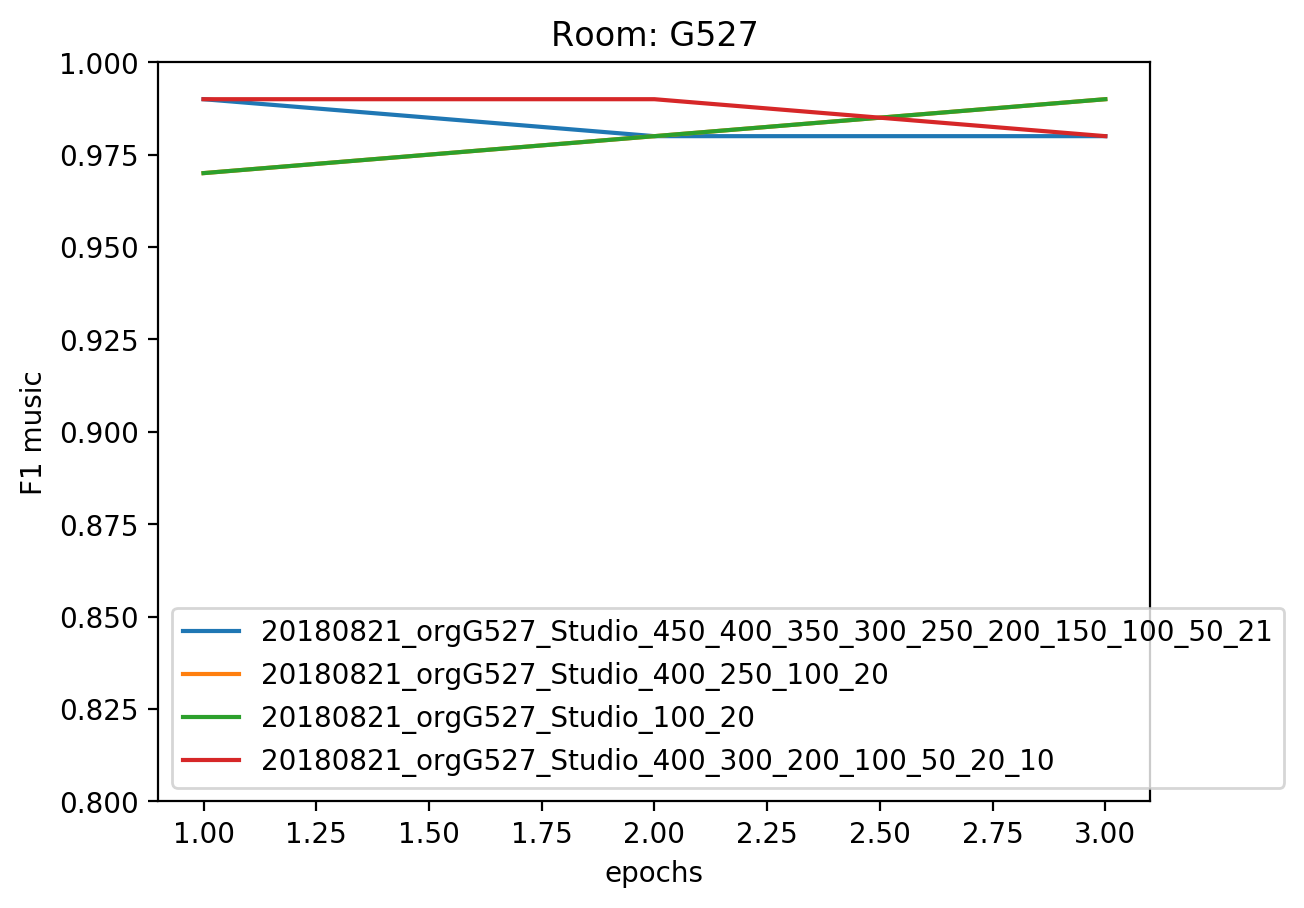 Room: G527
1.000
0.975
0.950
0.925
0.900
0.875
0.850
0.825
0.800
F1 music
20180821_orgG527_Studio_450_400_350_300_250_200_150_100_50_21
20180821_orgG527_Studio_400_250_100_20
20180821_orgG527_Studio_100_20
20180821_orgG527_Studio_400_300_200_100_50_20_10
1.00 1.25 1.50 1.75 2.00 2.25 2.50 2.75 3.00
epochs